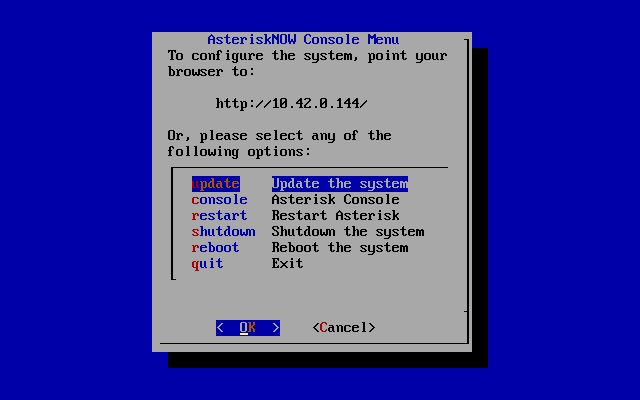 AsteriskNOW Console Menu
To configure the system, point your
browser to:
http://10.42.0.144/
Or, please select any of the
following options:
update Update the system
console Asterisk Console
restart Restart Asterisk
shutdown Shutdown the system
reboot Reboot the system
quit Exit
< OK > <Cancel>